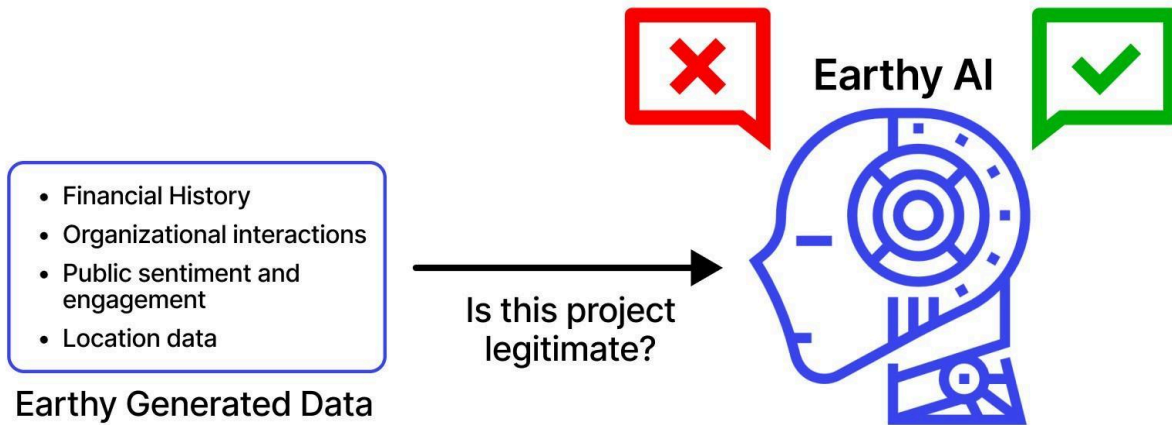 Earthy AI
• Financial History
• Organizational interactions
• Public sentiment and
engagement
• Location data
Is this project
legitimate?
Earthy Generated Data